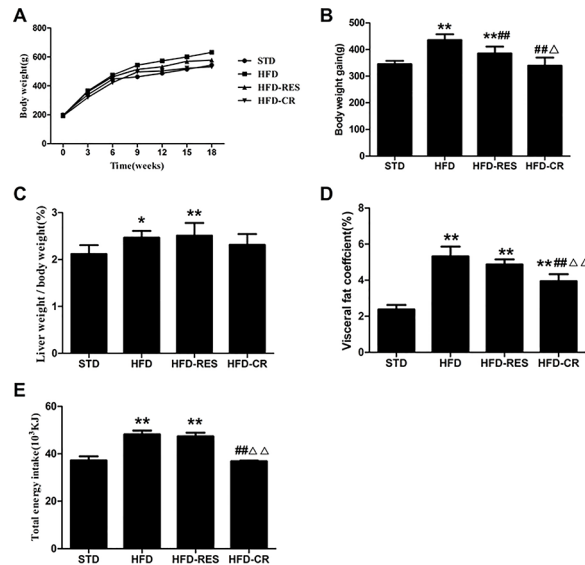 A
Body weight(g)
800
600
400
200
0
0 3 6 9 12 15 18
Time(weeks)
STD
HFD
HFD-RES
HFD-CR
B
Body weight gain(g)
500
400
300
200
100
0
**
**##
##△
STD HFD HFD-RES HFD-CR
C
Liver weight / body weight(%)
3
2
1
0
*
**
STD HFD HFD-RES HFD-CR
D
Visceral fat coeffcient(%)
8
6
4
2
0
**
**
**##△△
STD HFD HFD-RES HFD-CR
E
Total energy intake(10³KJ)
60
40
20
0
**
**
##△△
STD HFD HFD-RES HFD-CR